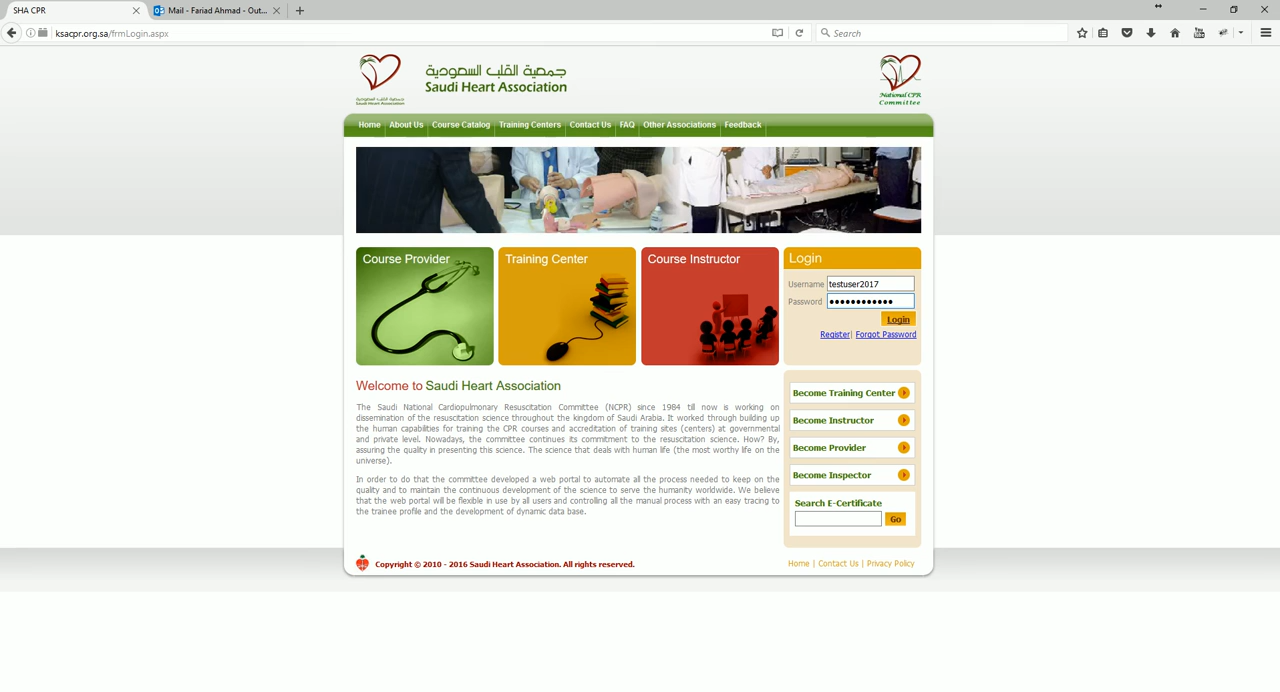 SHA CPR
Mail - Fariad Ahmad - Out...
ksacpr.org.sa/frmLogin.aspx
Search
جمعية القلب السعودية
Saudi Heart Association
جمعية القلب السعودية
Saudi Heart Association
National CPR
Committee
Home About Us Course Catalog Training Centers Contact Us FAQ Other Associations Feedback
Course Provider
Training Center
Course Instructor
Login
Username testuser2017
Password ●●●●●●●●●●●●
Login
Register| Forgot Password
Welcome to Saudi Heart Association
The Saudi National Cardiopulmonary Resuscitation Committee (NCPR) since 1984 till now is working on
dissemination of the resuscitation science throughout the kingdom of Saudi Arabia. It worked through building up
the human capabilities for training the CPR courses and accreditation of training sites (centers) at governmental
and private level. Nowadays, the committee continues its commitment to the resuscitation science. How? By,
assuring the quality in presenting this science. The science that deals with human life (the most worthy life on the
universe).
In order to do that the committee developed a web portal to automate all the process needed to keep on the
quality and to maintain the continuous development of the science to serve the humanity worldwide. We believe
that the web portal will be flexible in use by all users and controlling all the manual process with an easy tracing to
the trainee profile and the development of dynamic data base.
Become Training Center
Become Instructor
Become Provider
Become Inspector
Search E-Certificate
Go
Copyright © 2010 - 2016 Saudi Heart Association. All rights reserved.
Home | Contact Us | Privacy Policy